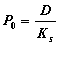 P₀ = D / Kₛ